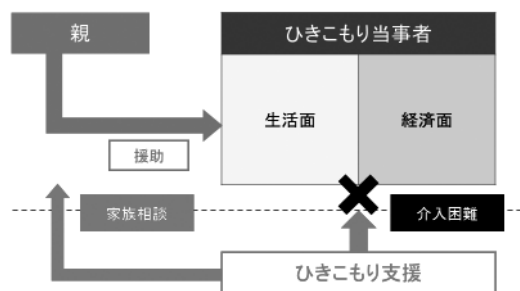 親
ひきこもり当事者
生活面
経済面
援助
家族相談
介入困難
ひきこもり支援